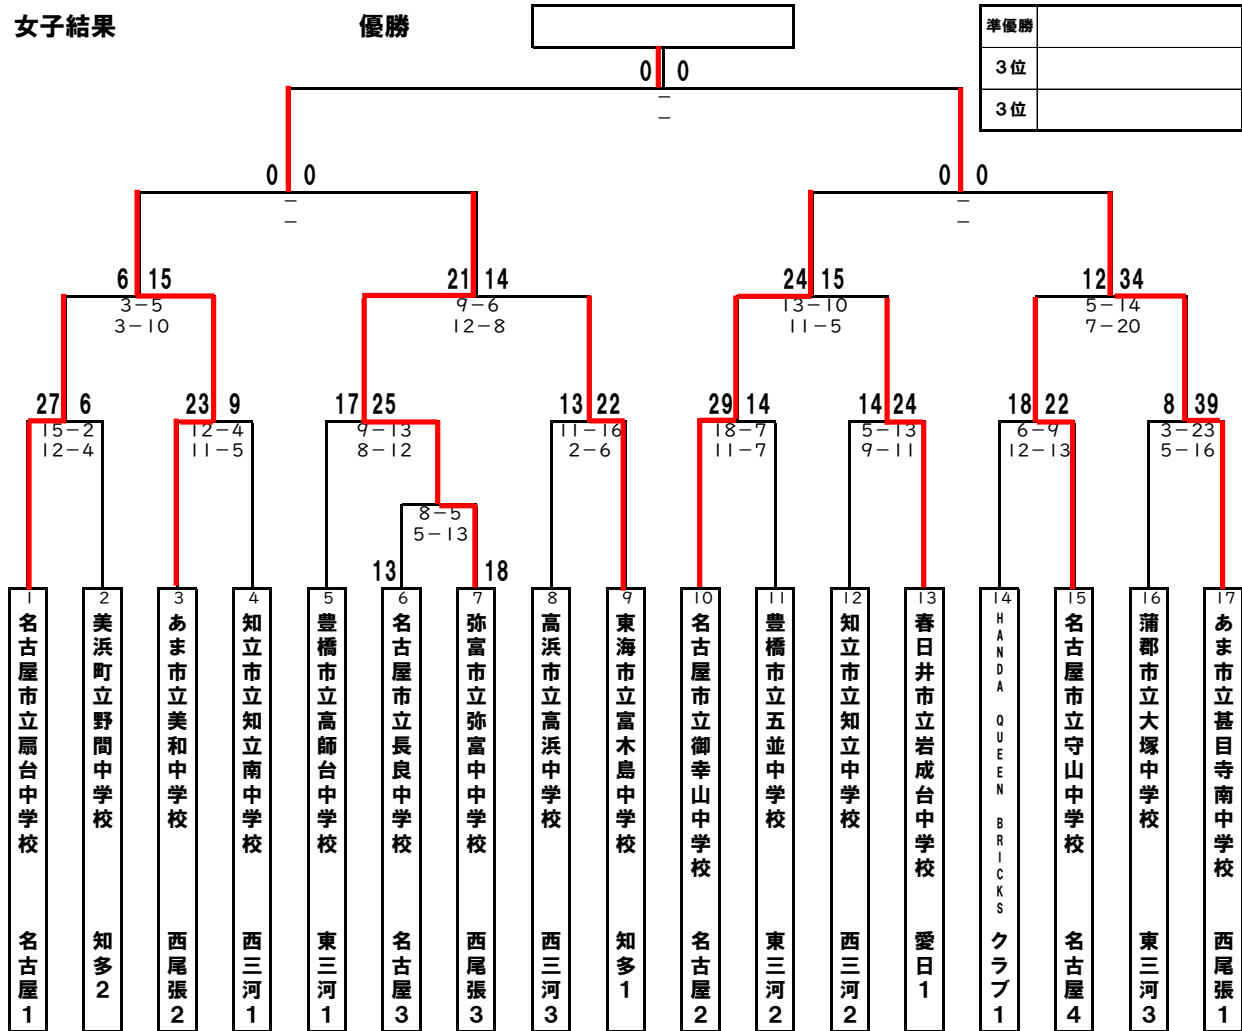 女子結果
優勝
準優勝
３位
３位
0 0
－
－
0 0
－
－
0 0
－
－
6 15
3－5
3－10
21 14
9－6
12－8
24 15
13－10
11－5
12 34
5－14
7－20
27 6
15－2
12－4
23 9
12－4
11－5
17 25
9－13
8－12
13 22
11－16
2－6
29 14
18－7
11－7
14 24
5－13
9－11
18 22
6－9
12－13
8 39
3－23
5－16
8－5
5－13
13 18
1 名古屋市立扇台中学校 名古屋1
2 美浜町立野間中学校 知多2
3 あま市立美和中学校 西尾張2
4 知立市立知立南中学校 西三河1
5 豊橋市立高師台中学校 東三河1
6 名古屋市立長良中学校 名古屋3
7 弥富市立弥富中中学校 西尾張3
8 高浜市立高浜中学校 西三河3
9 東海市立富木島中学校 知多1
10 名古屋市立御幸山中学校 名古屋2
11 豊橋市立五並中学校 東三河2
12 知立市立知立中学校 西三河2
13 春日井市立岩成台中学校 愛日1
14 HANDA QUEEN BRICKS クラブ1
15 名古屋市立守山中学校 名古屋4
16 蒲郡市立大塚中学校 東三河3
17 あま市立甚目寺南中学校 西尾張1